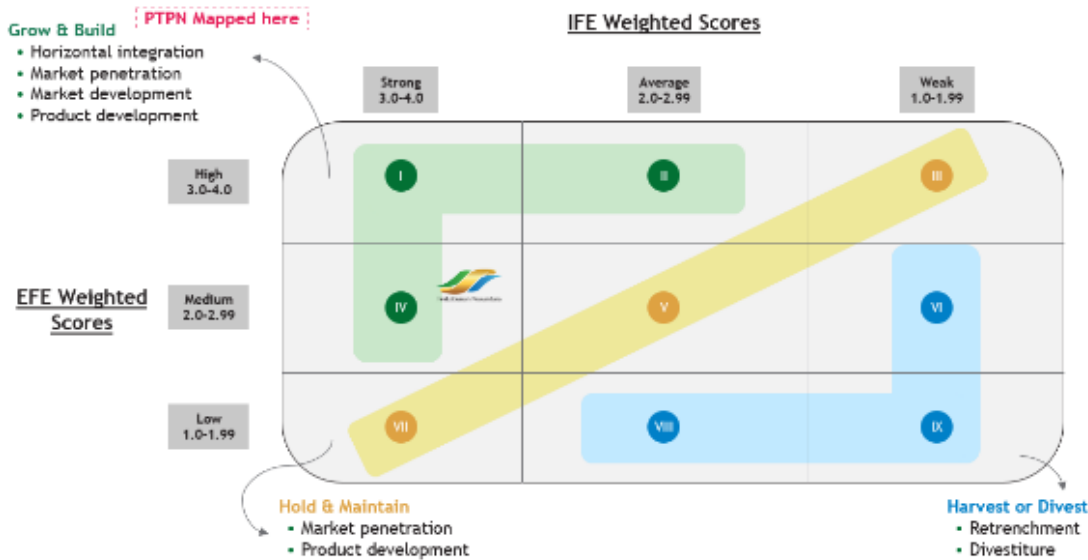 PTPN Mapped here
IFE Weighted Scores
Grow & Build
• Horizontal integration
• Market penetration
• Market development
• Product development
Strong
3.0-4.0
Average
2.0-2.99
Weak
1.0-1.99
High
3.0-4.0
I
II
III
EFE Weighted
Scores
Medium
2.0-2.99
IV
V
VI
Low
1.0-1.99
VII
VIII
IX
Hold & Maintain
• Market penetration
• Product development
Harvest or Divest
• Retrenchment
• Divestiture